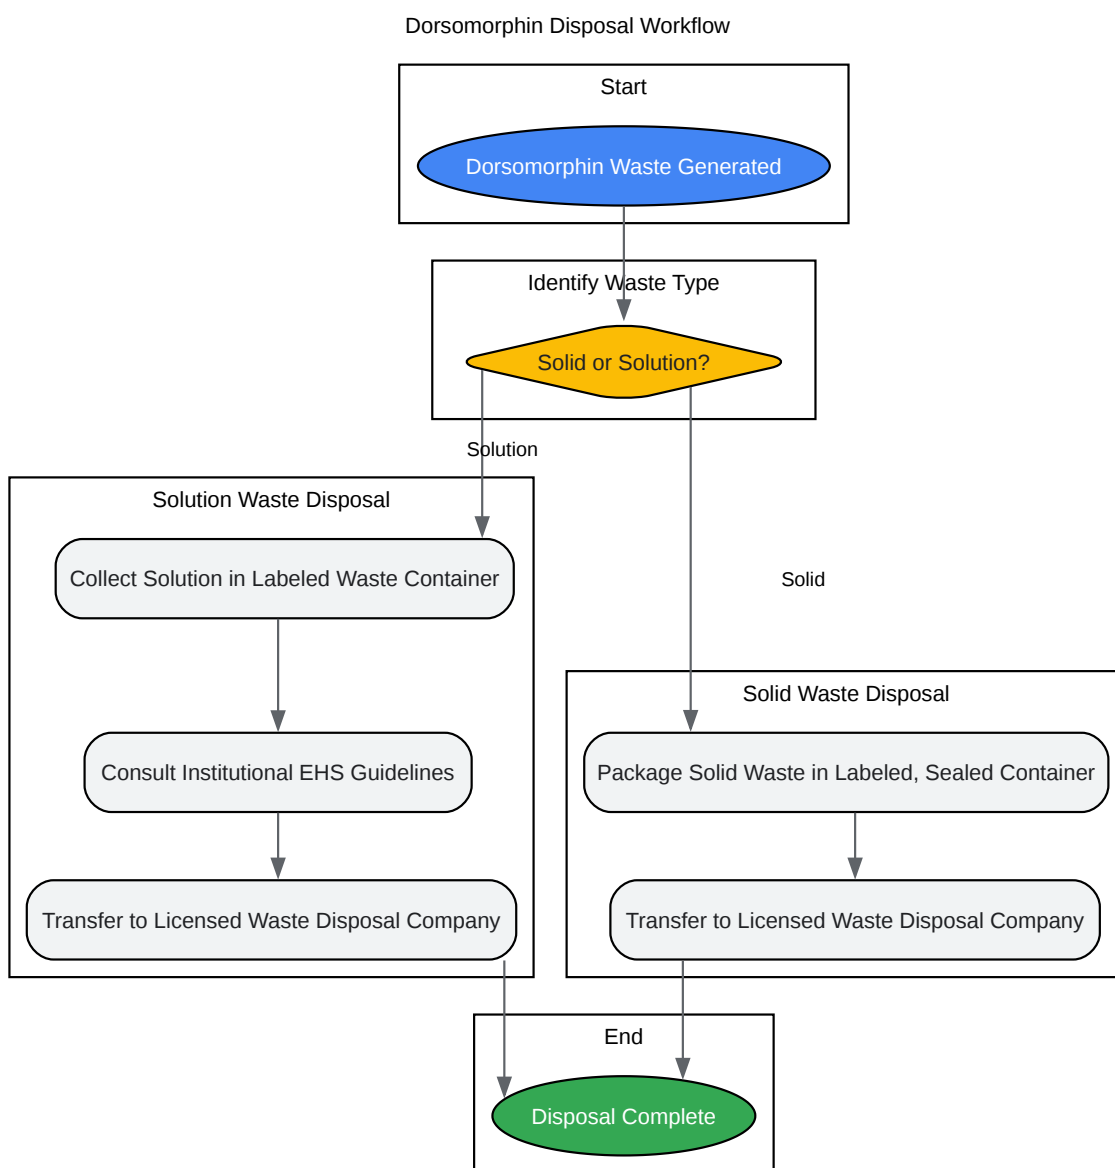 Dorsomorphin Disposal Workflow
Start
Dorsomorphin Waste Generated
Identify Waste Type
Solid or Solution?
Solution
Solution Waste Disposal
Collect Solution in Labeled Waste Container
Consult Institutional EHS Guidelines
Transfer to Licensed Waste Disposal Company
Solid
Solid Waste Disposal
Package Solid Waste in Labeled, Sealed Container
Transfer to Licensed Waste Disposal Company
End
Disposal Complete